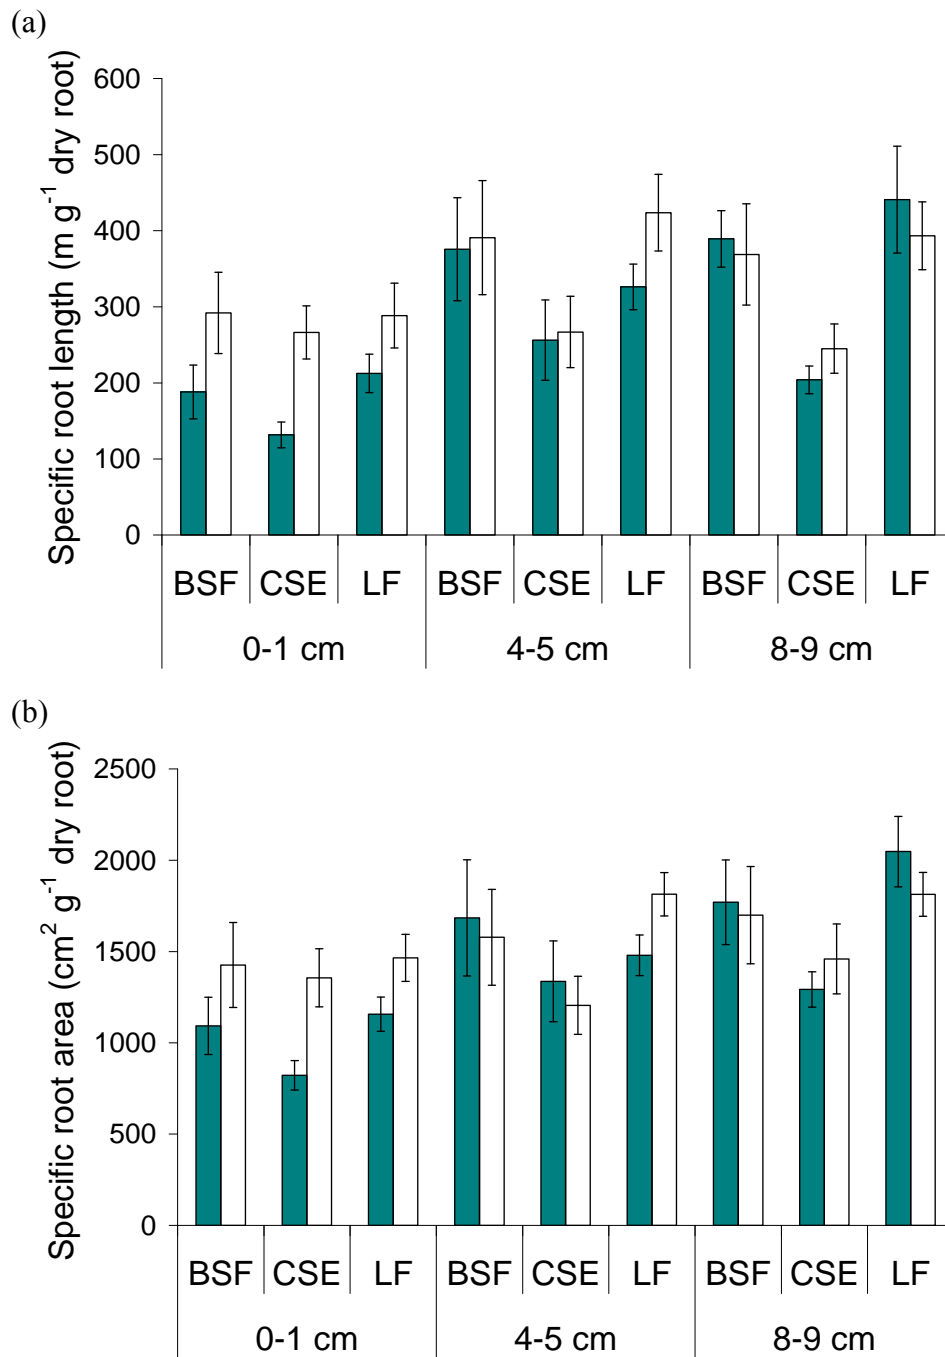 (a)
Specific root length (m g⁻¹ dry root)
600
500
400
300
200
100
0
BSF CSE LF BSF CSE LF BSF CSE LF
0-1 cm 4-5 cm 8-9 cm
(b)
Specific root area (cm² g⁻¹ dry root)
2500
2000
1500
1000
500
0
BSF CSE LF BSF CSE LF BSF CSE LF
0-1 cm 4-5 cm 8-9 cm